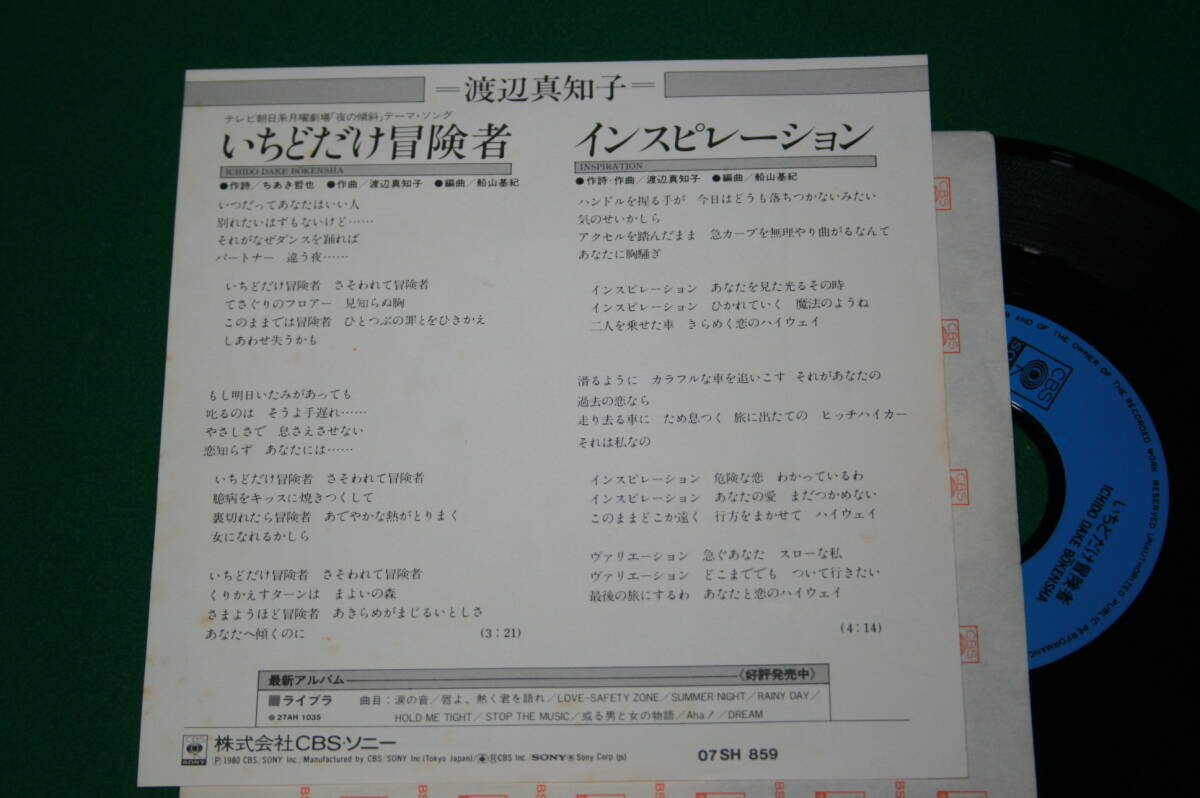 =渡辺真知子=
テレビ朝日系月曜劇場「夜の傾斜」テーマ・ソング
いちどだけ冒険者
ICHIDO DAKE BŌKENSHA
●作詩／ちあき哲也 ●作曲／渡辺真知子 ●編曲／船山基紀
いつだってあなたはいい人
別れたいはずもないけど……
それがなぜダンスを踊れば
パートナー 違う夜……
いちどだけ冒険者 さそわれて冒険者
てさぐりのフロアー 見知らぬ胸
このままでは冒険者 ひとつぶの罪とをひきかえ
しあわせ失うかも
もし明日いたみがあっても
叱るのは そうよ手遅れ……
やさしさで 息さえさせない
恋知らず あなたには……
いちどだけ冒険者 さそわれて冒険者
臆病をキッスに焼きつくして
裏切れたら冒険者 あでやかな熱がとりまく
女になれるかしら
いちどだけ冒険者 さそわれて冒険者
くりかえすターンは まよいの森
さまようほど冒険者 あきらめがまじるいとしさ
あなたへ傾くのに
(3:21)
インスピレーション
INSPIRATION
●作詩・作曲／渡辺真知子 ●編曲／船山基紀
ハンドルを握る手が 今日はどうも落ちつかないみたい
気のせいかしら
アクセルを踏んだまま 急カーブを無理やり曲がるなんて
あなたに胸騒ぎ
インスピレーション あなたを見た光るその時
インスピレーション ひかれていく 魔法のようね
二人を乗せた車 きらめく恋のハイウェイ
滑るように カラフルな車を追いこす それがあなたの
過去の恋なら
走り去る車に ため息つく 旅に出たての ヒッチハイカー
それは私なの
インスピレーション 危険な恋 わかっているわ
インスピレーション あなたの愛 まだつかめない
このままどこか遠く 行方をまかせて ハイウェイ
ヴァリエーション 急ぐあなた スローな私
ヴァリエーション どこまででも ついて行きたい
最後の旅にするわ あなたと恋のハイウェイ
(4:14)
最新アルバム 〈好評発売中〉
■ライブラ 曲目：涙の音／唇よ、熱く君を語れ／LOVE-SAFETY ZONE／SUMMER NIGHT／RAINY DAY／
27AH 1035 HOLD ME TIGHT／STOP THE MUSIC／或る男と女の物語／Aha！／DREAM
CBS SONY 株式会社CBS・ソニー
Ⓟ1980 CBS/SONY Inc./Manufactured by CBS/SONY Inc.(Tokyo Japan)/ⓇCBS Inc./SONY® Sony Corp (js) 07SH 859
CBS
R AND OF THE OWNER OF THE RECORDED WORK RESERVED UNAUTHORIZED PUBLIC PERFORMANC
いちどだけ冒険者
ICHIDO DAKE BŌKENSHA